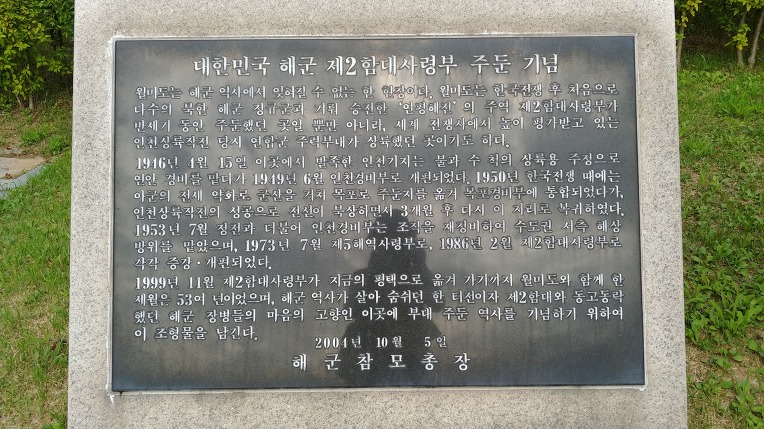 대한민국 해군 제2함대사령부 주둔 기념
월미도는 해군 역사에서 잊혀질 수 없는 한 현장이다. 월미도는 한국전쟁 후 처음으로
다수의 북한 해군 정규군과 겨뤄 승전한 '연평해전'의 주역 제2함대사령부가
반세기 동안 주둔했던 곳일 뿐만 아니라, 세계 전쟁사에서 높이 평가받고 있는
인천상륙작전 당시 연합군 주력부대가 상륙했던 곳이기도 하다.
1946년 4월 15일 이곳에서 발족한 인천기지는 불과 수 척의 상륙용 주정으로
연안 경비를 맡다가 1949년 6월 인천경비부로 개편되었다. 1950년 한국전쟁 때에는
아군의 전세 악화로 군산을 거쳐 목포로 주둔지를 옮겨 목포경비부에 통합되었다가,
인천상륙작전의 성공으로 전선이 북상하면서 3개월 후 다시 이 자리로 복귀하였다.
1953년 7월 정전과 더불어 인천경비부는 조직을 재정비하여 수도권 서측 해상
방위를 맡았으며, 1973년 7월 제5해역사령부로, 1986년 2월 제2함대사령부로
각각 증강·개편되었다.
1999년 11월 제2함대사령부가 지금의 평택으로 옮겨 가기까지 월미도와 함께 한
세월은 53여 년이었으며, 해군 역사가 살아 숨쉬던 한 터전이자 제2함대와 동고동락
했던 해군 장병들의 마음의 고향인 이곳에 부대 주둔 역사를 기념하기 위하여
이 조형물을 남긴다.
2004년 10월 5일
해군참모총장